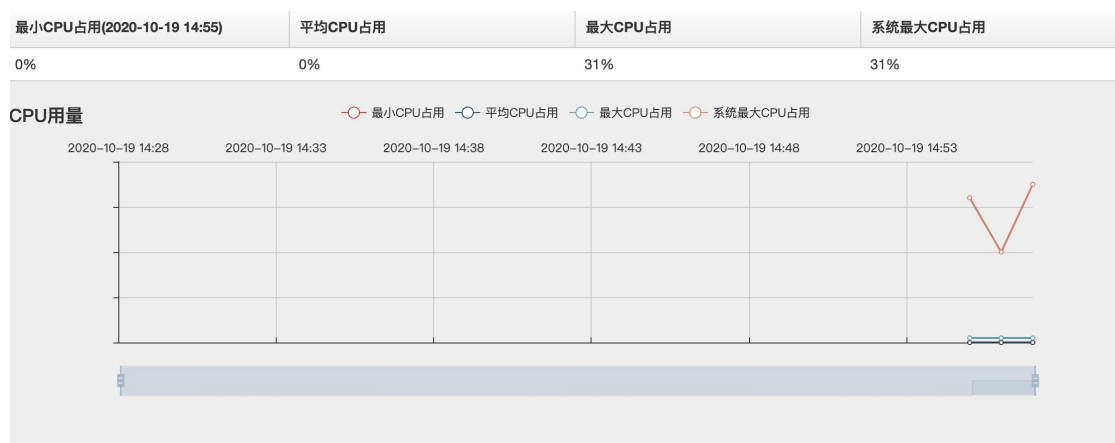 最小CPU占用(2020-10-19 14:55) 平均CPU占用 最大CPU占用 系统最大CPU占用
0% 0% 31% 31%
CPU用量 最小CPU占用 平均CPU占用 最大CPU占用 系统最大CPU占用
2020-10-19 14:28 2020-10-19 14:33 2020-10-19 14:38 2020-10-19 14:43 2020-10-19 14:48 2020-10-19 14:53